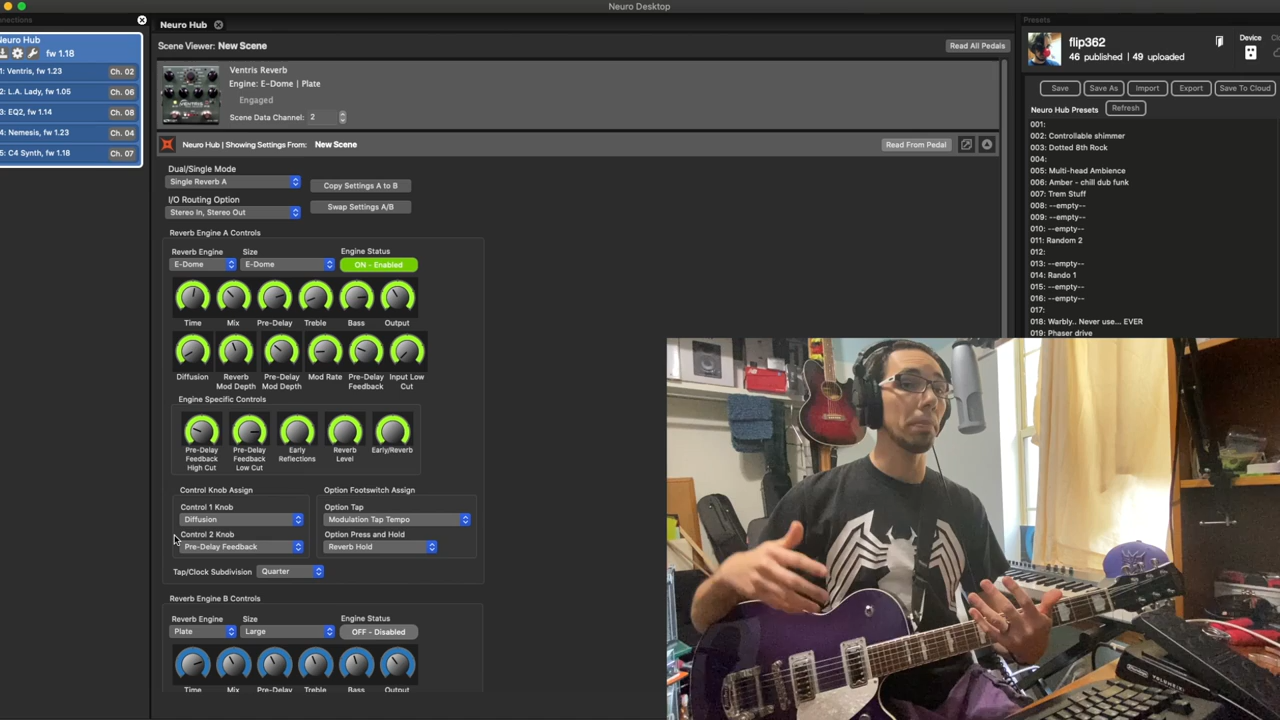 Neuro Desktop
Neuro Hub
fw 1.18
1: Ventris, fw 1.23 Ch. 02
2: L.A. Lady, fw 1.05 Ch. 06
3: EQ2, fw 1.14 Ch. 08
4: Nemesis, fw 1.23 Ch. 04
5: C4 Synth, fw 1.18 Ch. 07
Neuro Hub
Scene Viewer: New Scene
Read All Pedals
Ventris Reverb
Engine: E-Dome | Plate
Engaged
Scene Data Channel: 2
Neuro Hub | Showing Settings From: New Scene
Read From Pedal
Dual/Single Mode
Single Reverb A
Copy Settings A to B
I/O Routing Option
Stereo In, Stereo Out
Swap Settings A/B
Reverb Engine A Controls
Reverb Engine Size Engine Status
E-Dome E-Dome ON - Enabled
Time Mix Pre-Delay Treble Bass Output
Diffusion Reverb Mod Depth Pre-Delay Mod Depth Mod Rate Pre-Delay Feedback Input Low Cut
Engine Specific Controls
Pre-Delay Feedback High Cut Pre-Delay Feedback Low Cut Early Reflections Reverb Level Early/Reverb
Control Knob Assign
Control 1 Knob
Diffusion
Control 2 Knob
Pre-Delay Feedback
Option Footswitch Assign
Option Tap
Modulation Tap Tempo
Option Press and Hold
Reverb Hold
Tap/Clock Subdivision Quarter
Reverb Engine B Controls
Reverb Engine Size Engine Status
Plate Large OFF - Disabled
Time Mix Pre-Delay Treble Bass Output
Presets
flip362
46 published | 49 uploaded
Device
Save Save As Import Export Save To Cloud
Neuro Hub Presets Refresh
001:
002: Controllable shimmer
003: Dotted 8th Rock
004:
005: Multi-head Ambience
006: Amber - chill dub funk
007: Trem Stuff
008: --empty--
009: --empty--
010: --empty--
011: Random 2
012:
013: --empty--
014: Rando 1
015: --empty--
016: --empty--
017:
018: Warbly.. Never use... EVER
019: Phaser drive